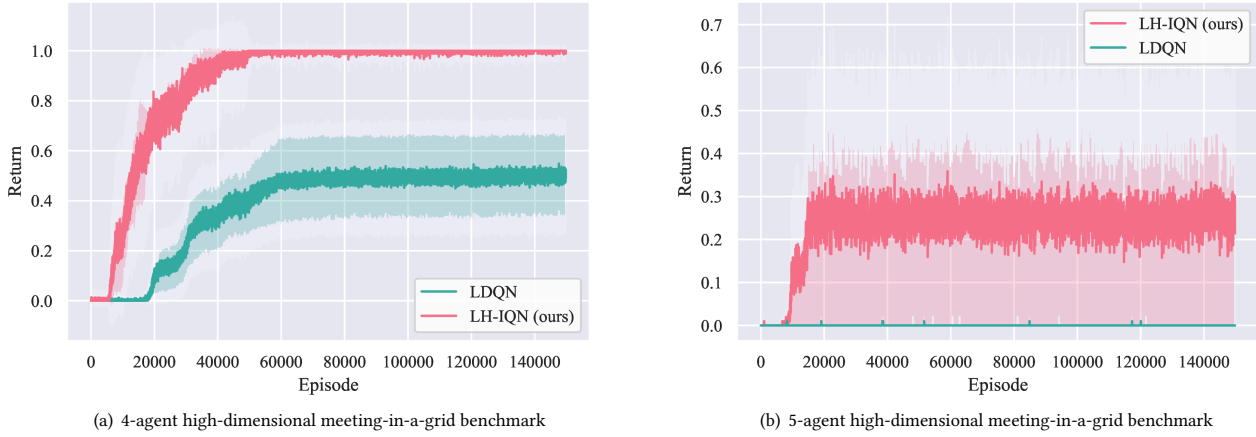 1.0
0.8
0.6
0.4
0.2
0.0
Return
LDQN
LH-IQN (ours)
0 20000 40000 60000 80000 100000 120000 140000
Episode
(a) 4-agent high-dimensional meeting-in-a-grid benchmark
0.7
0.6
0.5
0.4
0.3
0.2
0.1
0.0
Return
LH-IQN (ours)
LDQN
0 20000 40000 60000 80000 100000 120000 140000
Episode
(b) 5-agent high-dimensional meeting-in-a-grid benchmark